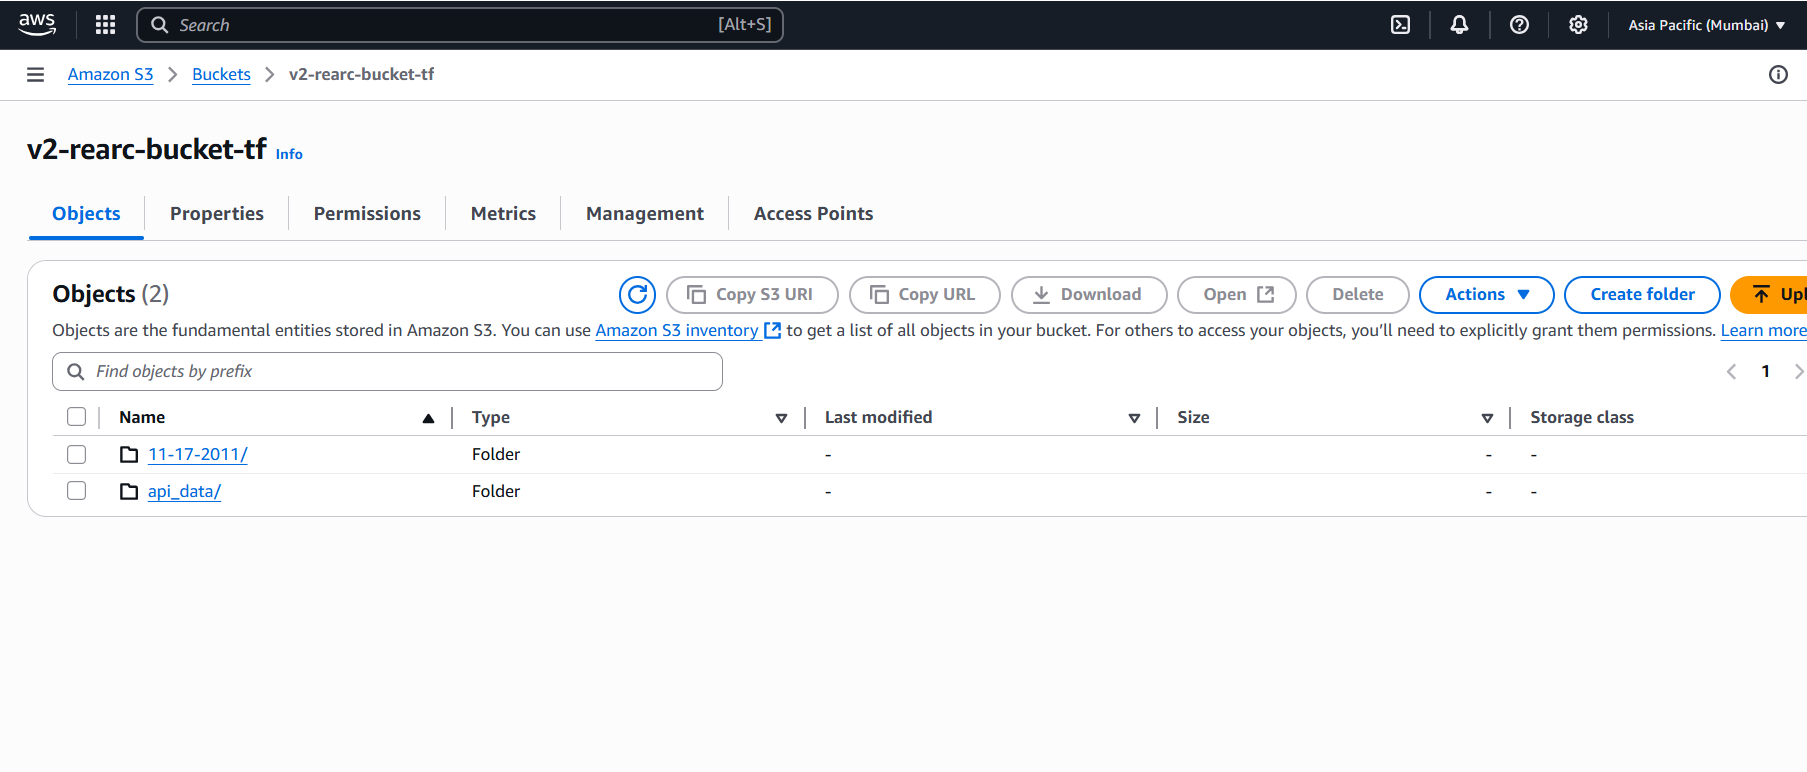 aws Search [Alt+S] Asia Pacific (Mumbai)
Amazon S3 Buckets v2-rearc-bucket-tf
v2-rearc-bucket-tf Info
Objects Properties Permissions Metrics Management Access Points
Objects (2) Copy S3 URI Copy URL Download Open Delete Actions Create folder Upl
Objects are the fundamental entities stored in Amazon S3. You can use Amazon S3 inventory to get a list of all objects in your bucket. For others to access your objects, you’ll need to explicitly grant them permissions. Learn more
Find objects by prefix 1
Name Type Last modified Size Storage class
11-17-2011/ Folder - - -
api_data/ Folder - - -